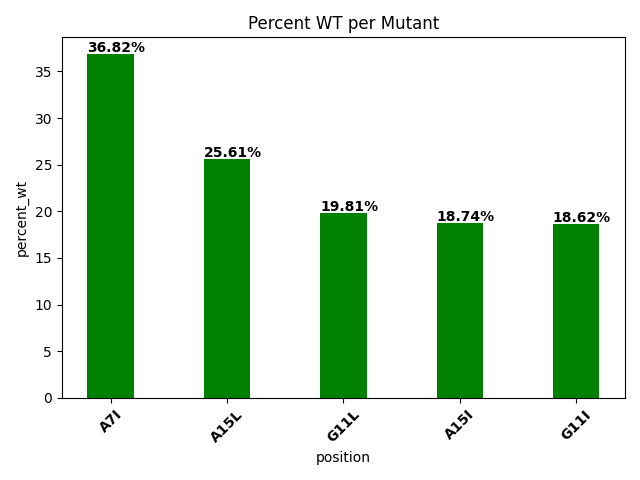 Percent WT per Mutant
36.82%
25.61%
19.81%
18.74%
18.62%
35
30
25
20
15
10
5
0
percent_wt
A7I
A15L
G11L
A15I
G11I
position